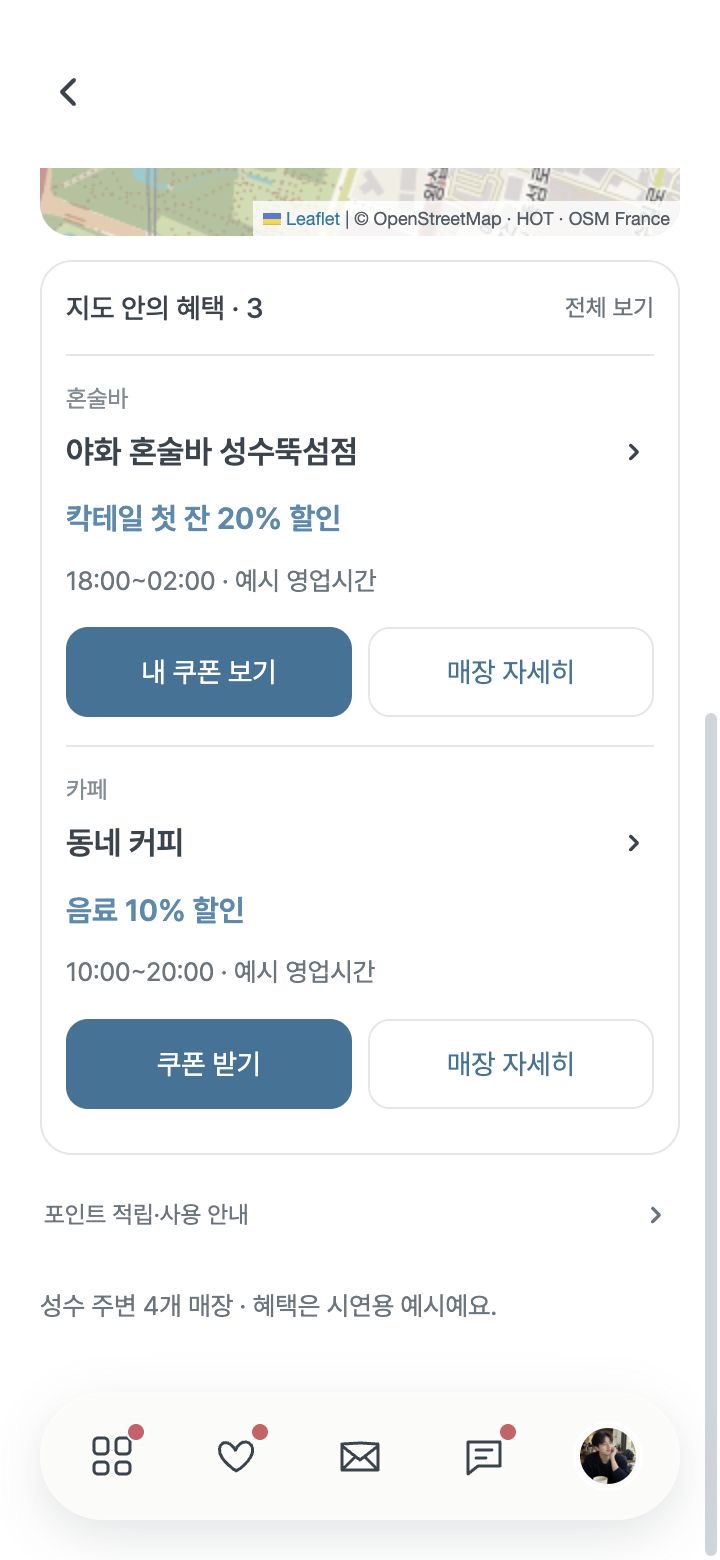 Leaflet | © OpenStreetMap · HOT · OSM France
지도 안의 혜택 · 3
전체 보기
혼술바
야화 혼술바 성수뚝섬점
칵테일 첫 잔 20% 할인
18:00~02:00 · 예시 영업시간
내 쿠폰 보기
매장 자세히
카페
동네 커피
음료 10% 할인
10:00~20:00 · 예시 영업시간
쿠폰 받기
매장 자세히
포인트 적립·사용 안내
성수 주변 4개 매장 · 혜택은 시연용 예시예요.